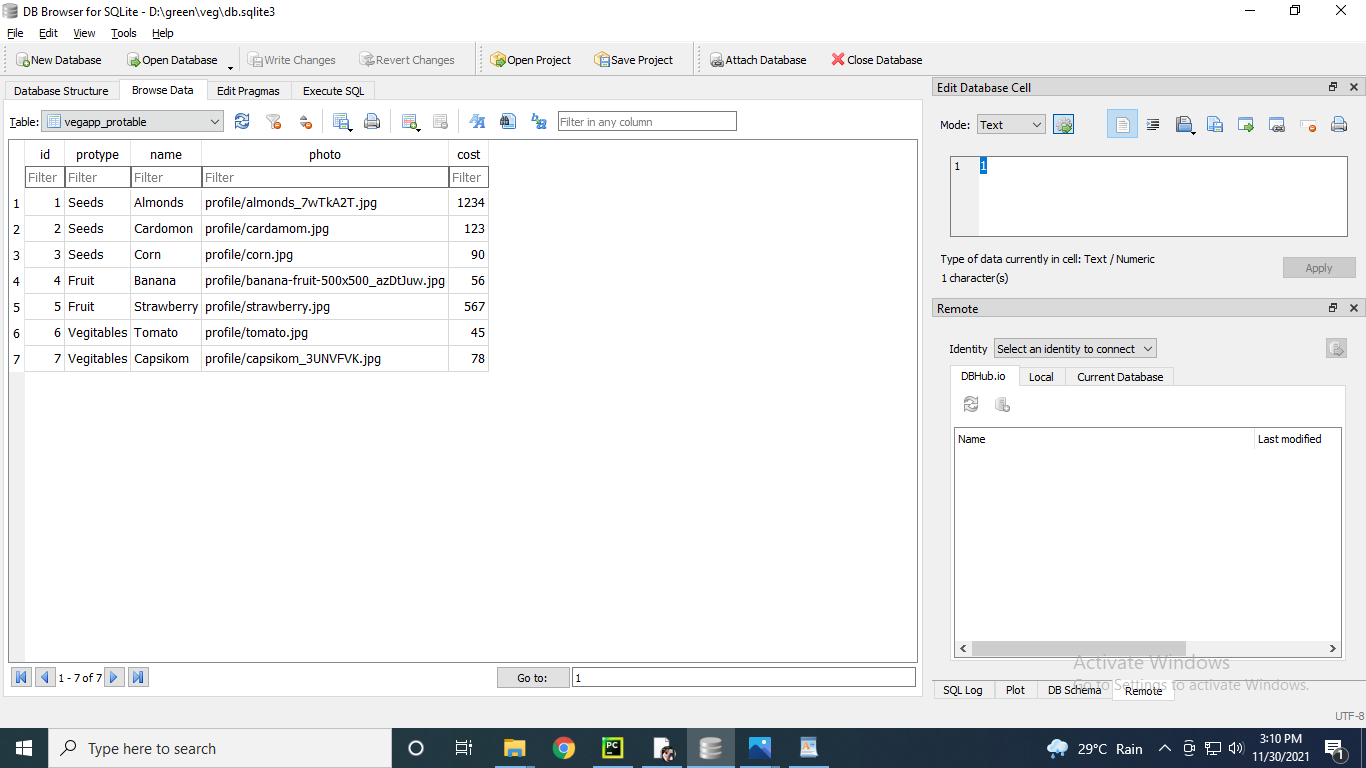 DB Browser for SQLite - D:\green\veg\db.sqlite3
File Edit View Tools Help
New Database Open Database Write Changes Revert Changes Open Project Save Project Attach Database Close Database
Database Structure Browse Data Edit Pragmas Execute SQL
Table: vegapp_protable Filter in any column
id protype name photo cost
Filter Filter Filter Filter Filter
1 1 Seeds Almonds profile/almonds_7wTkA2T.jpg 1234
2 2 Seeds Cardomon profile/cardamom.jpg 123
3 3 Seeds Corn profile/corn.jpg 90
4 4 Fruit Banana profile/banana-fruit-500x500_azDtJuw.jpg 56
5 5 Fruit Strawberry profile/strawberry.jpg 567
6 6 Vegitables Tomato profile/tomato.jpg 45
7 7 Vegitables Capsikom profile/capsikom_3UNVFVK.jpg 78
1 - 7 of 7 Go to: 1
Edit Database Cell
Mode: Text
1 1
Type of data currently in cell: Text / Numeric
1 character(s)
Apply
Remote
Identity Select an identity to connect
DBHub.io Local Current Database
Name Last modified
Activate Windows
Go to Settings to activate Windows.
SQL Log Plot DB Schema Remote
UTF-8
Type here to search
PC
29°C Rain
3:10 PM
11/30/2021
1